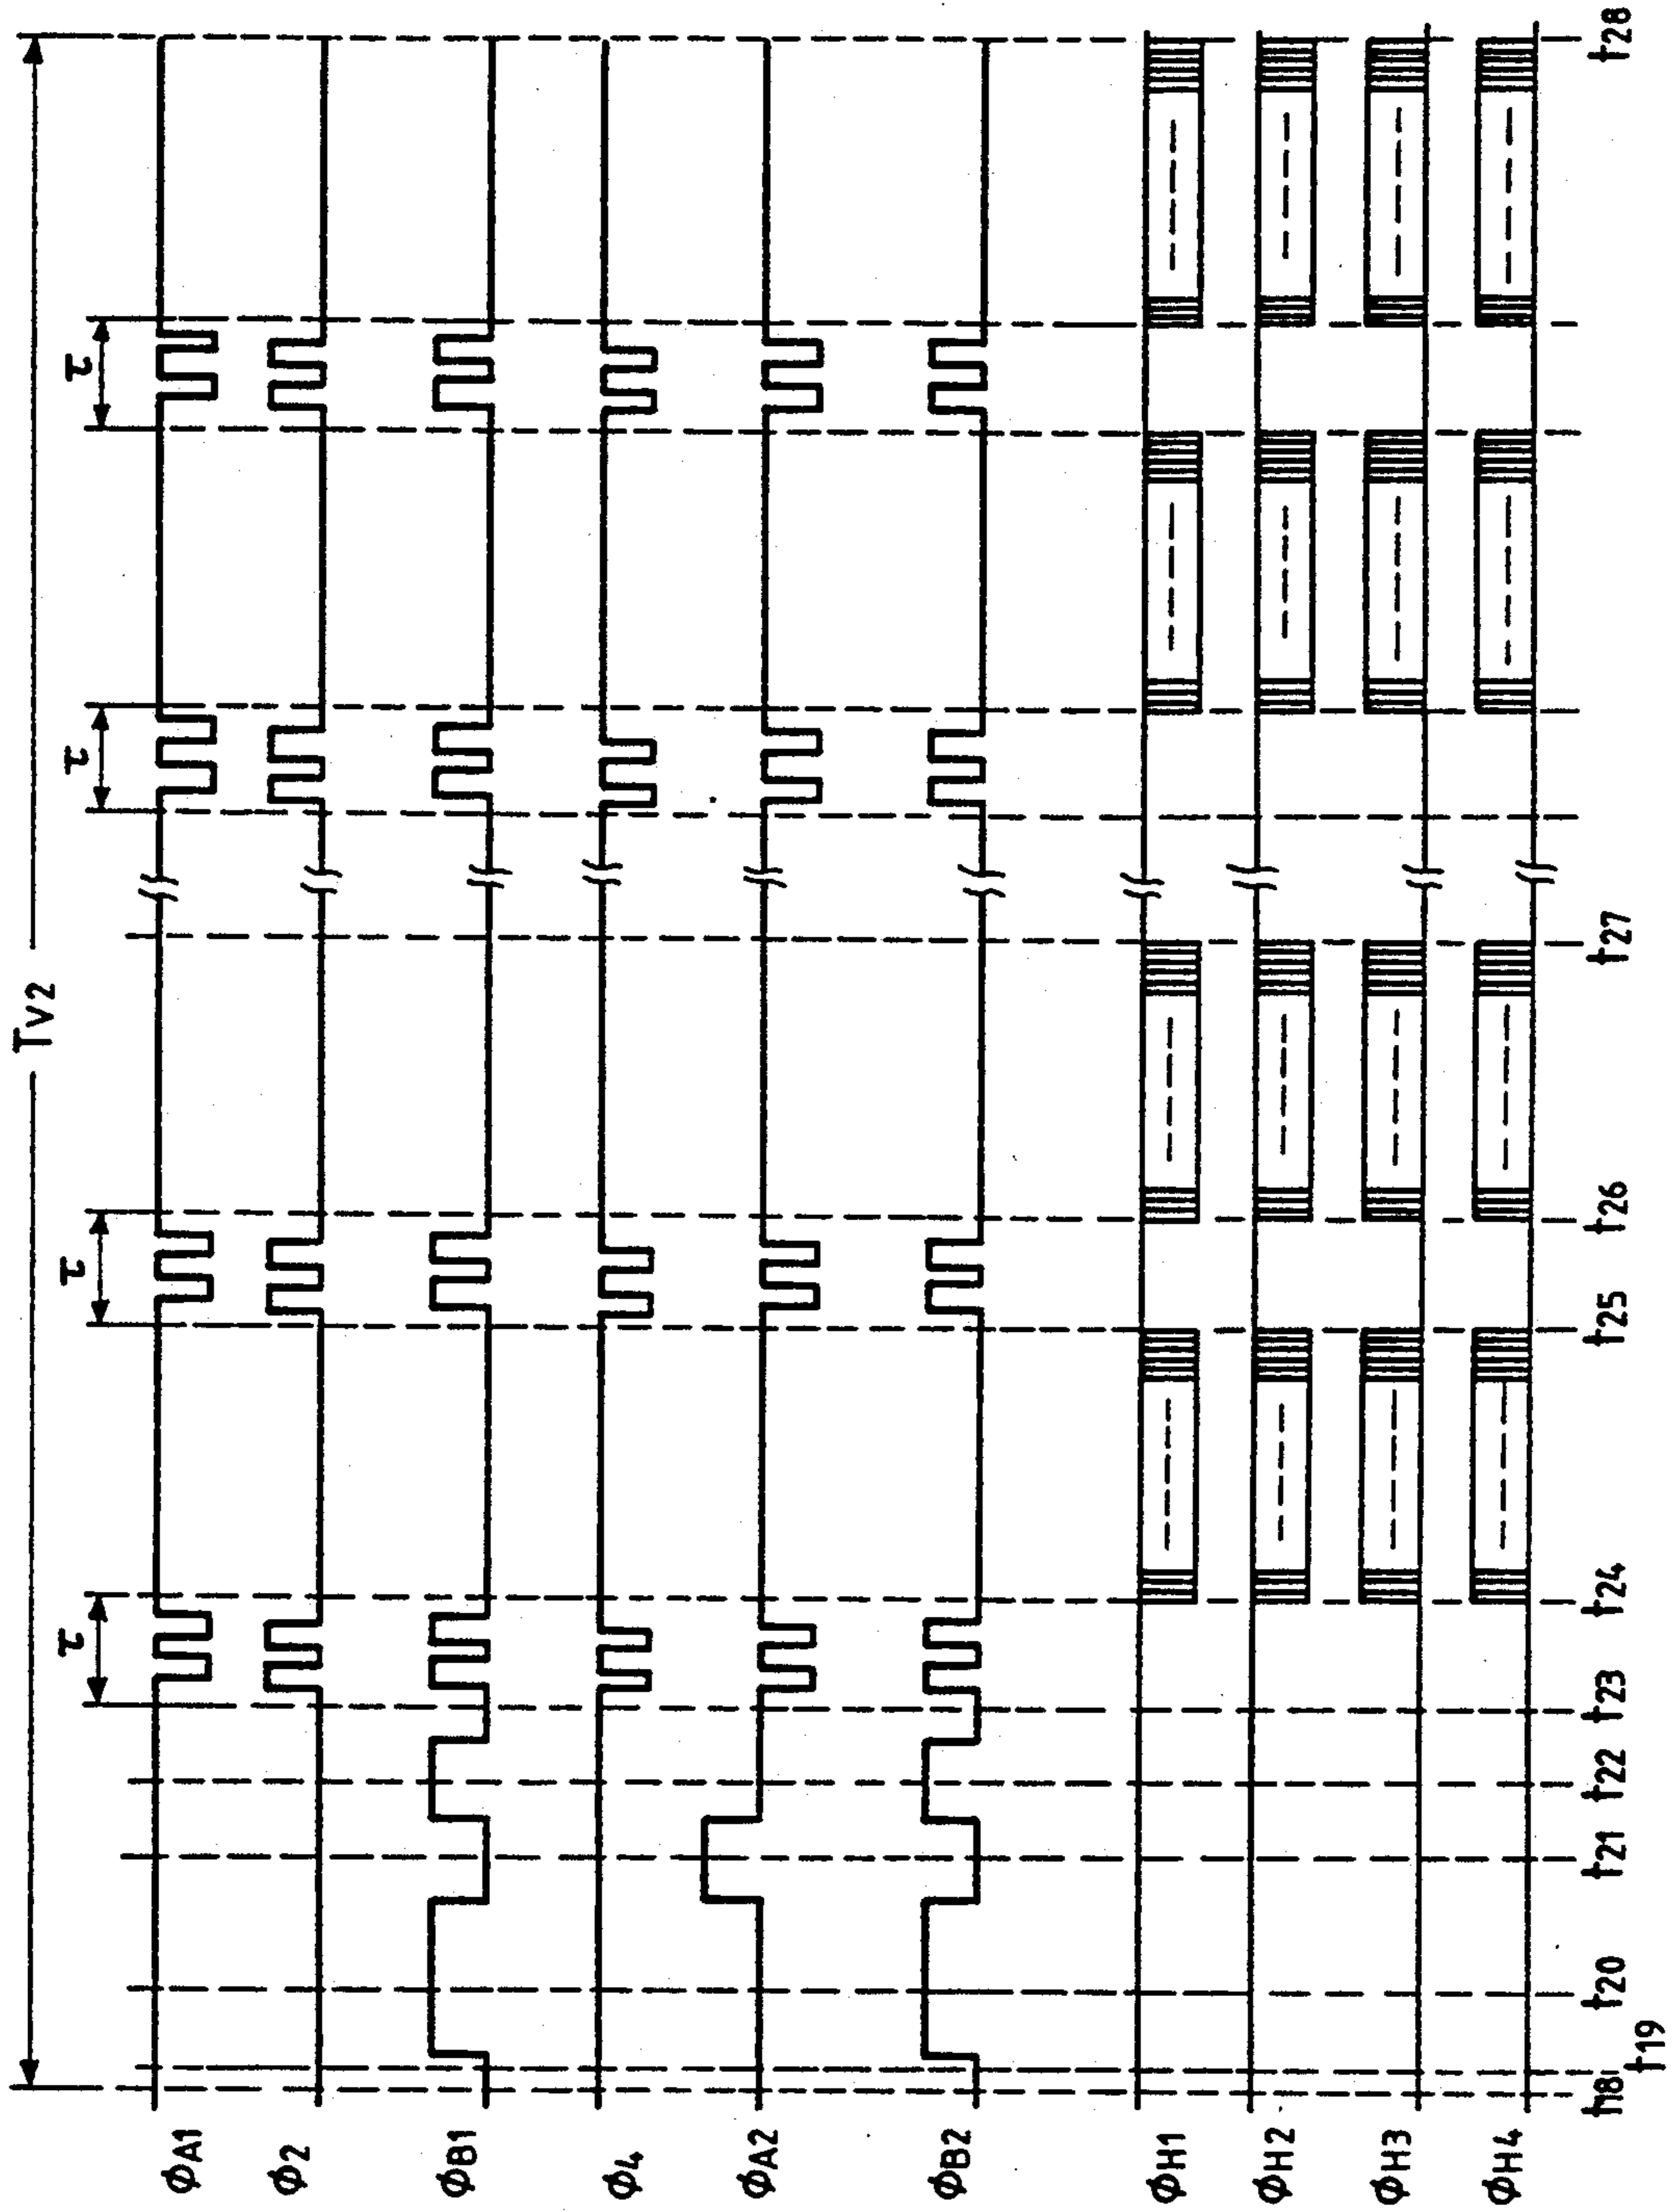 TV2
τ τ τ τ
ΦA1
Φ2
ΦB1
Φ4
ΦA2
ΦB2
ΦH1
ΦH2
ΦH3
ΦH4
t18 t19 t20 t21 t22 t23 t24 t25 t26 t27 t28